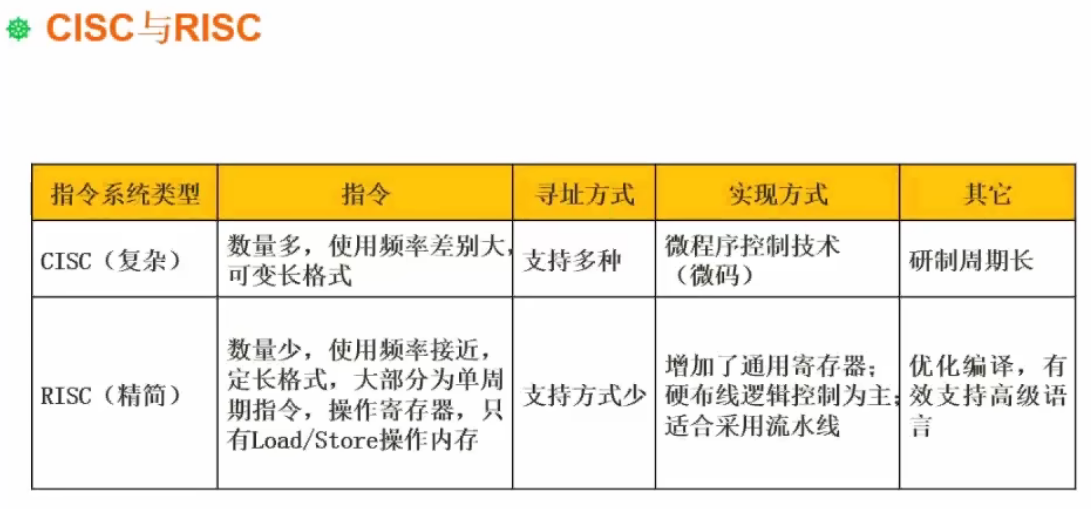 CISC与RISC
指令系统类型 指令 寻址方式 实现方式 其它
CISC（复杂）
数量多，使用频率差别大，
可变长格式
支持多种
微程序控制技术
（微码）
研制周期长
RISC（精简）
数量少，使用频率接近，
定长格式，大部分为单周
期指令，操作寄存器，只
有Load/Store操作内存
支持方式少
增加了通用寄存器；
硬布线逻辑控制为主；
适合采用流水线
优化编译，有
效支持高级语
言